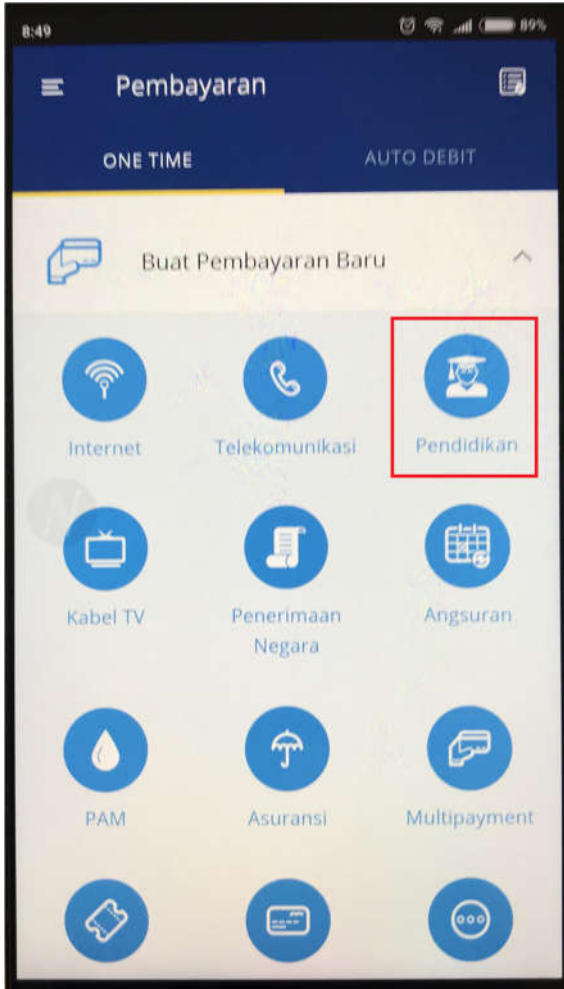 8:49
89%
Pembayaran
ONE TIME
AUTO DEBIT
Buat Pembayaran Baru
Internet
Telekomunikasi
Pendidikan
Kabel TV
Penerimaan
Negara
Angsuran
PAM
Asuransi
Multipayment